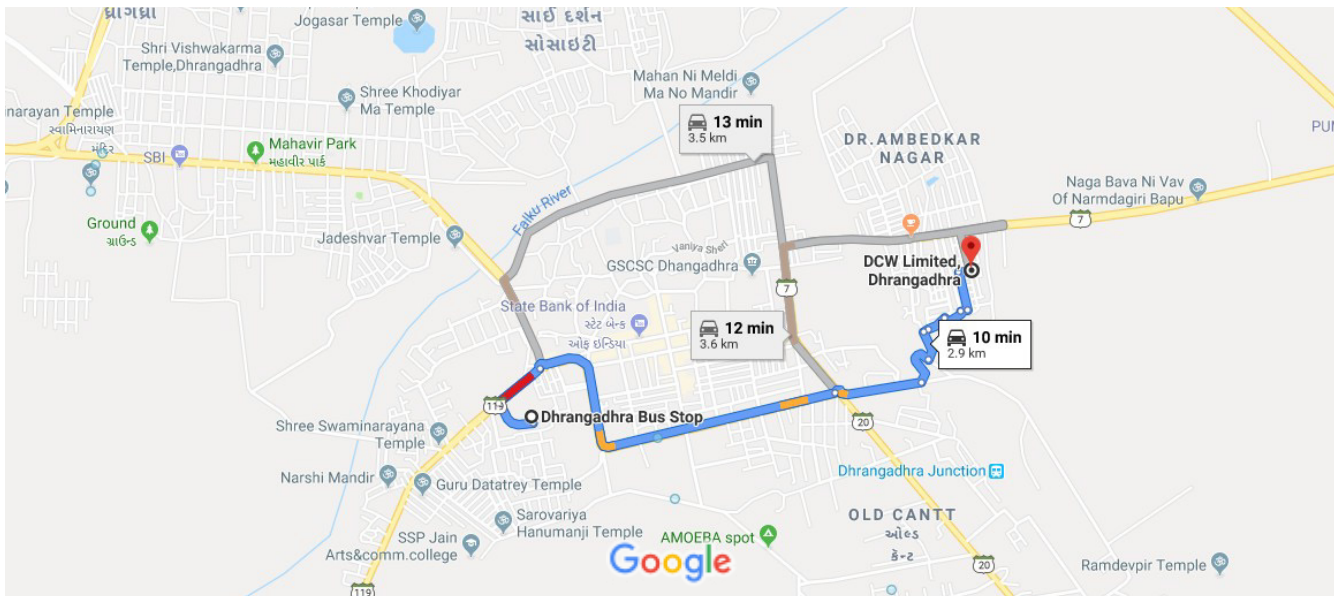 ધ્રાંગધ્રા
Jogasar Temple
સાઈ દર્શન
સોસાઇટી
Shri Vishwakarma
Temple,Dhrangadhra
Mahan Ni Meldi
Ma No Mandir
Shree Khodiyar
Ma Temple
13 min
3.5 km
narayan Temple
સ્વામિનારાયણ
મંદિર
DR.AMBEDKAR
NAGAR
PUN
SBI
Mahavir Park
મહાવીર પાર્ક
Falku River
Naga Bava Ni Vav
Of Narmdagiri Bapu
7
Ground
ગ્રાઉન્ડ
Jadeshvar Temple
Vaniya Sheri
GSCSC Dhangadhra
DCW Limited,
Dhrangadhra
7
State Bank of India
સ્ટેટ બેન્ક
ઓફ ઇન્ડિયા
12 min
3.6 km
10 min
2.9 km
119
Dhrangadhra Bus Stop
20
Shree Swaminarayana
Temple
Narshi Mandir
Guru Datatrey Temple
Dhrangadhra Junction
Sarovariya
Hanumanji Temple
OLD CANTT
ઓલ્ડ
કેન્ટ
SSP Jain
Arts&comm.college
AMOEBA spot
Google
20
Ramdevpir Temple
119